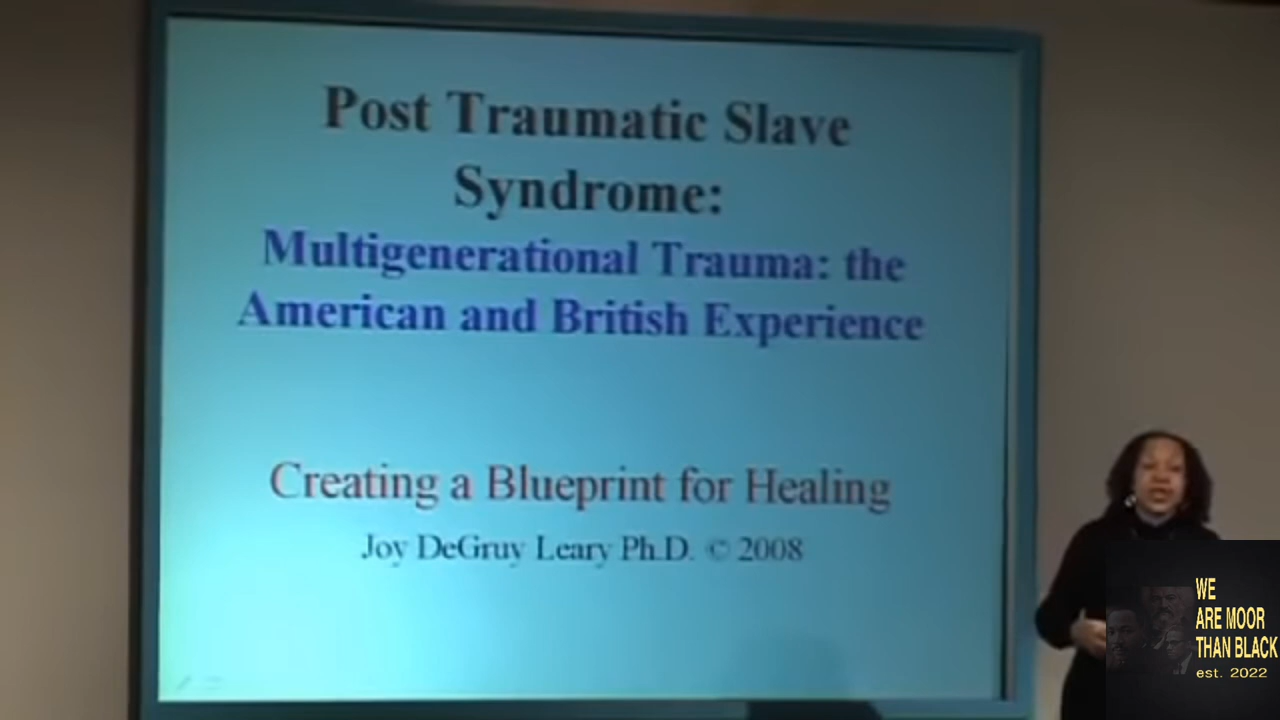 Post Traumatic Slave
Syndrome:
Multigenerational Trauma: the
American and British Experience
Creating a Blueprint for Healing
Joy DeGruy Leary Ph.D. © 2008
WE
ARE MOOR
THAN BLACK
est. 2022